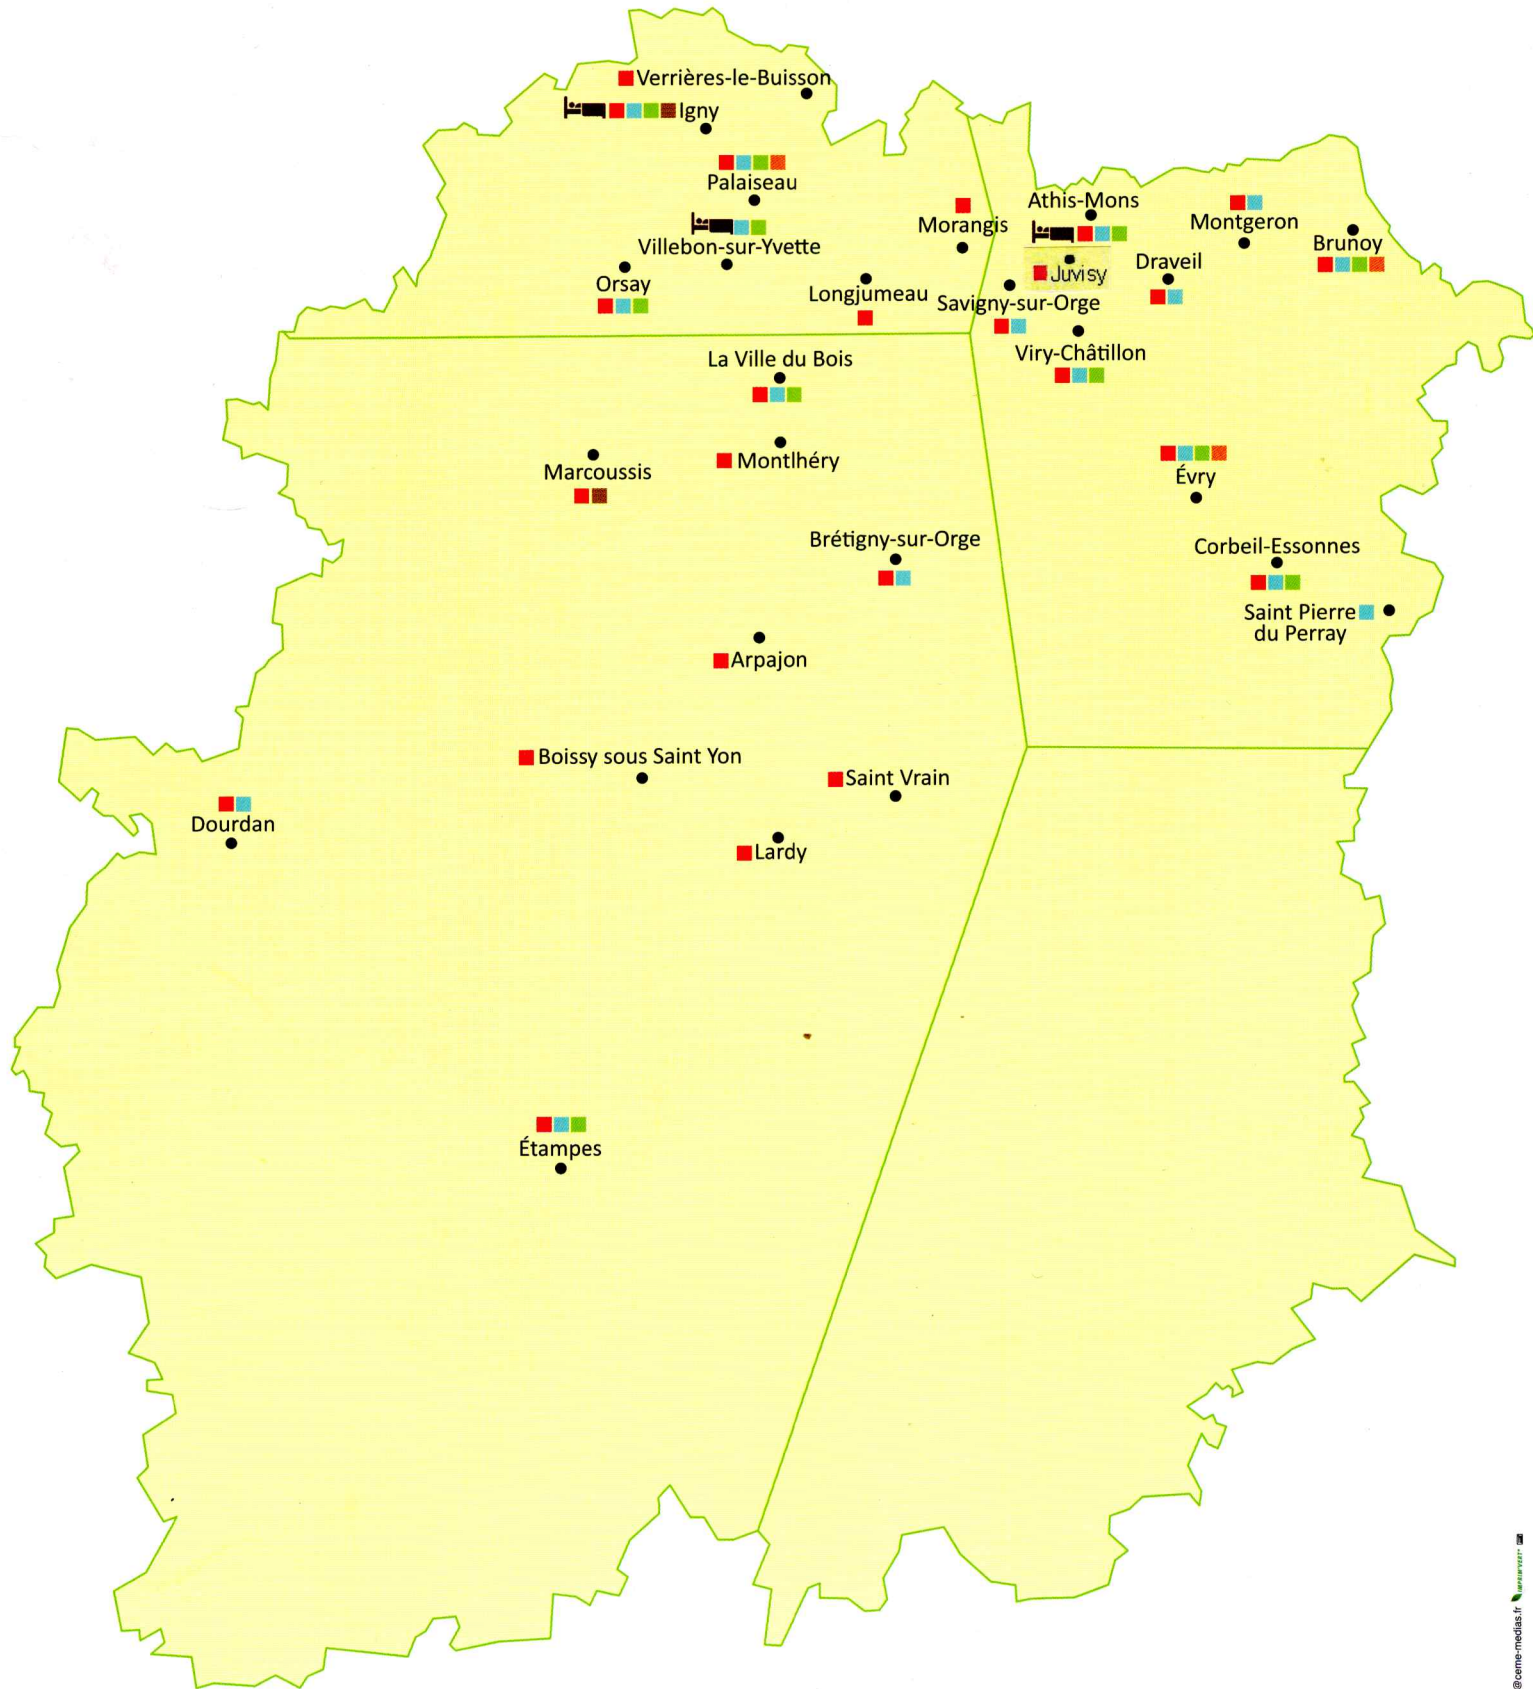 Verrières-le-Buisson
Igny
Palaiseau
Villebon-sur-Yvette
Orsay
Longjumeau
Morangis
Athis-Mons
Juvisy
Savigny-sur-Orge
Draveil
Montgeron
Brunoy
Viry-Châtillon
La Ville du Bois
Montlhéry
Marcoussis
Évry
Brétigny-sur-Orge
Corbeil-Essonnes
Saint Pierre
du Perray
Arpajon
Boissy sous Saint Yon
Saint Vrain
Dourdan
Lardy
Étampes
@ceme-medias.fr
IMPRIM'VERT®